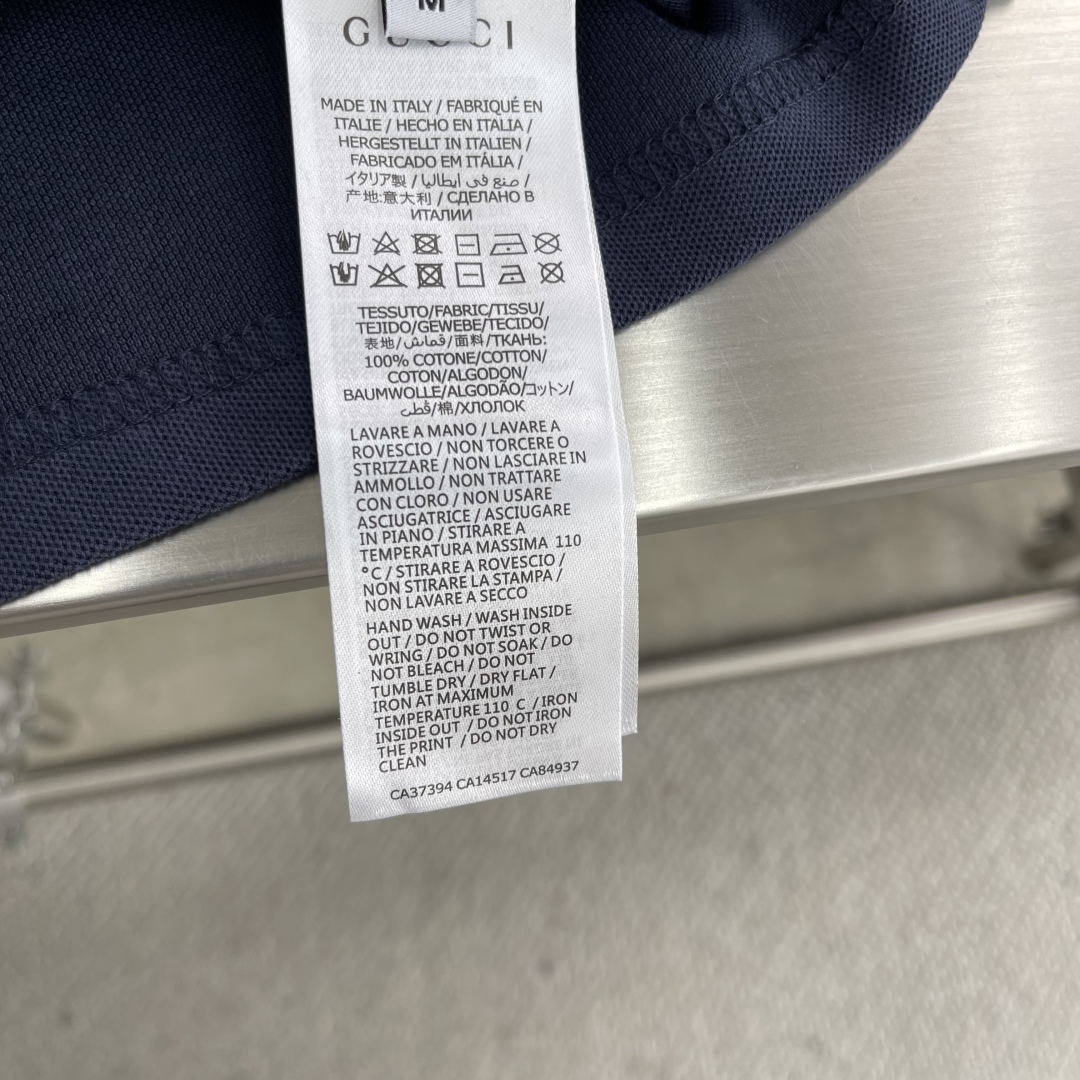 M
GUCCI
MADE IN ITALY / FABRIQUÉ EN
ITALIE / HECHO EN ITALIA /
HERGESTELLT IN ITALIEN /
FABRICADO EM ITÁLIA /
イタリア製 / صنع في ايطاليا /
产地:意大利 / СДЕЛАНО В
ИТАЛИИ
TESSUTO/FABRIC/TISSU/
TEJIDO/GEWEBE/TECIDO/
表地/قماش/面料/ТКАНЬ:
100% COTONE/COTTON/
COTON/ALGODON/
BAUMWOLLE/ALGODÃO/コットン/
قطن/棉/ХЛОЛОК
LAVARE A MANO / LAVARE A
ROVESCIO / NON TORCERE O
STRIZZARE / NON LASCIARE IN
AMMOLLO / NON TRATTARE
CON CLORO / NON USARE
ASCIUGATRICE / ASCIUGARE
IN PIANO / STIRARE A
TEMPERATURA MASSIMA 110
°C / STIRARE A ROVESCIO /
NON STIRARE LA STAMPA /
NON LAVARE A SECCO
HAND WASH / WASH INSIDE
OUT / DO NOT TWIST OR
WRING / DO NOT SOAK / DO
NOT BLEACH / DO NOT
TUMBLE DRY / DRY FLAT /
IRON AT MAXIMUM
TEMPERATURE 110 C / IRON
INSIDE OUT / DO NOT IRON
THE PRINT / DO NOT DRY
CLEAN
CA37394 CA14517 CA84937